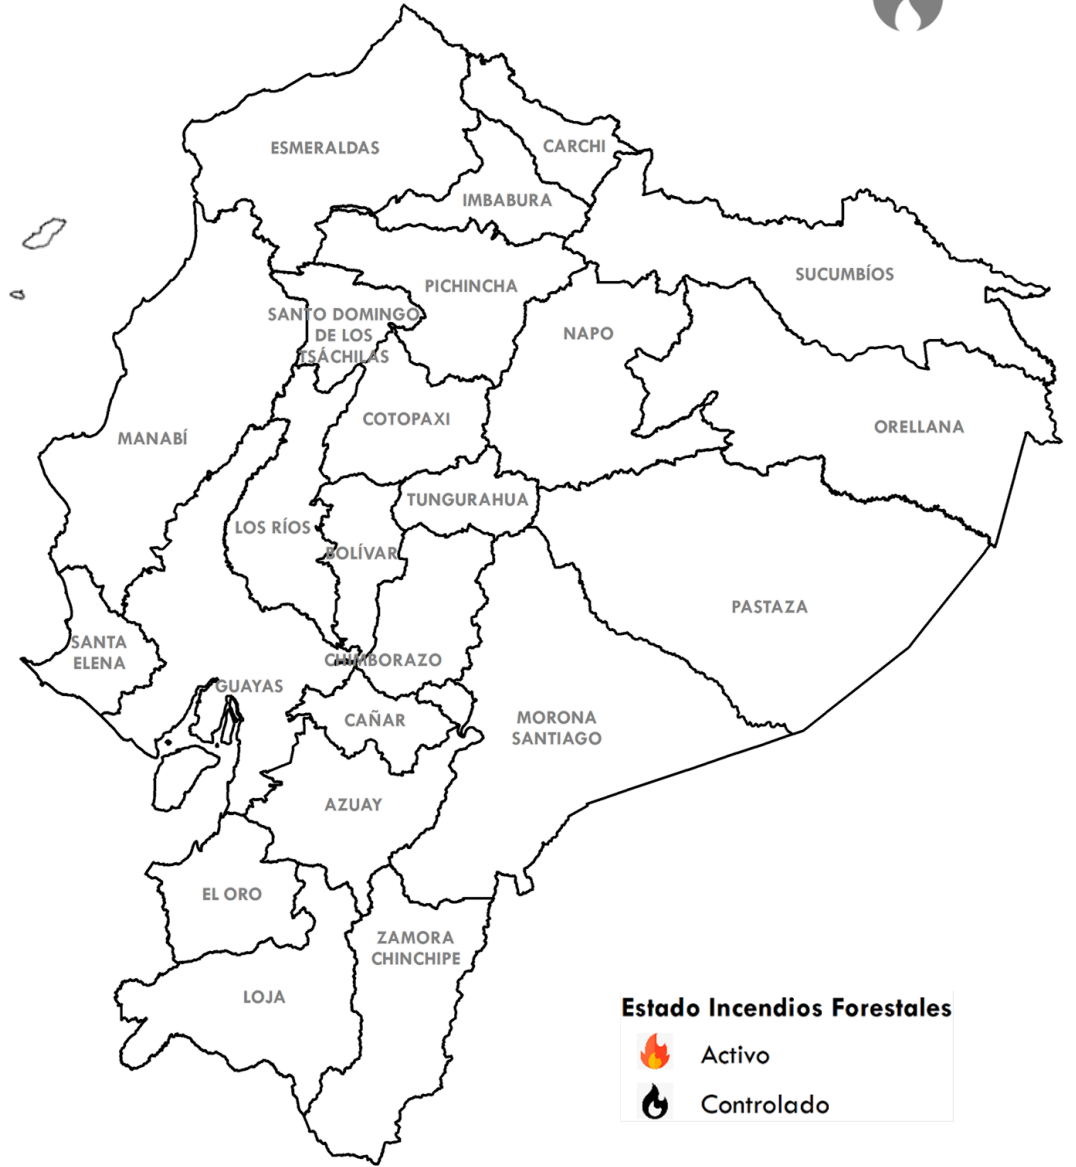 ESMERALDAS
CARCHI
IMBABURA
SUCUMBÍOS
PICHINCHA
SANTO DOMINGO
DE LOS
TSÁCHILAS
NAPO
COTOPAXI
ORELLANA
MANABÍ
TUNGURAHUA
LOS RÍOS
BOLÍVAR
PASTAZA
SANTA
ELENA
CHIMBORAZO
GUAYAS
CAÑAR
MORONA
SANTIAGO
AZUAY
EL ORO
ZAMORA
CHINCHIPE
LOJA
Estado Incendios Forestales
Activo
Controlado